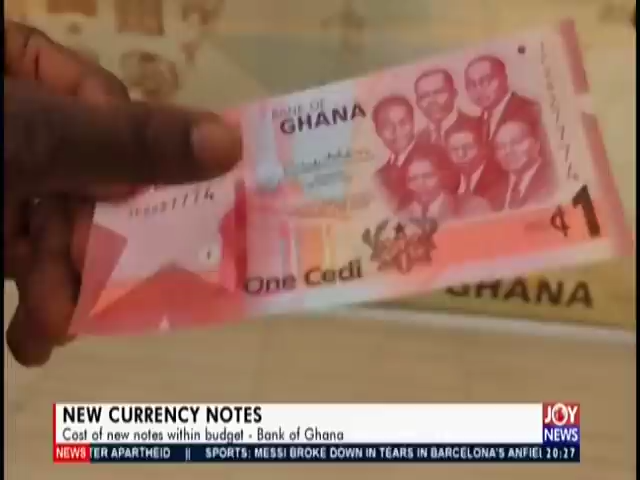 BANK OF
GHANA
¢1
One Cedi
GHANA
NEW CURRENCY NOTES
Cost of new notes within budget - Bank of Ghana
JOY
NEWS
NEWS
TER APARTHEID || SPORTS: MESSI BROKE DOWN IN TEARS IN BARCELONA'S ANFIEL
20:27